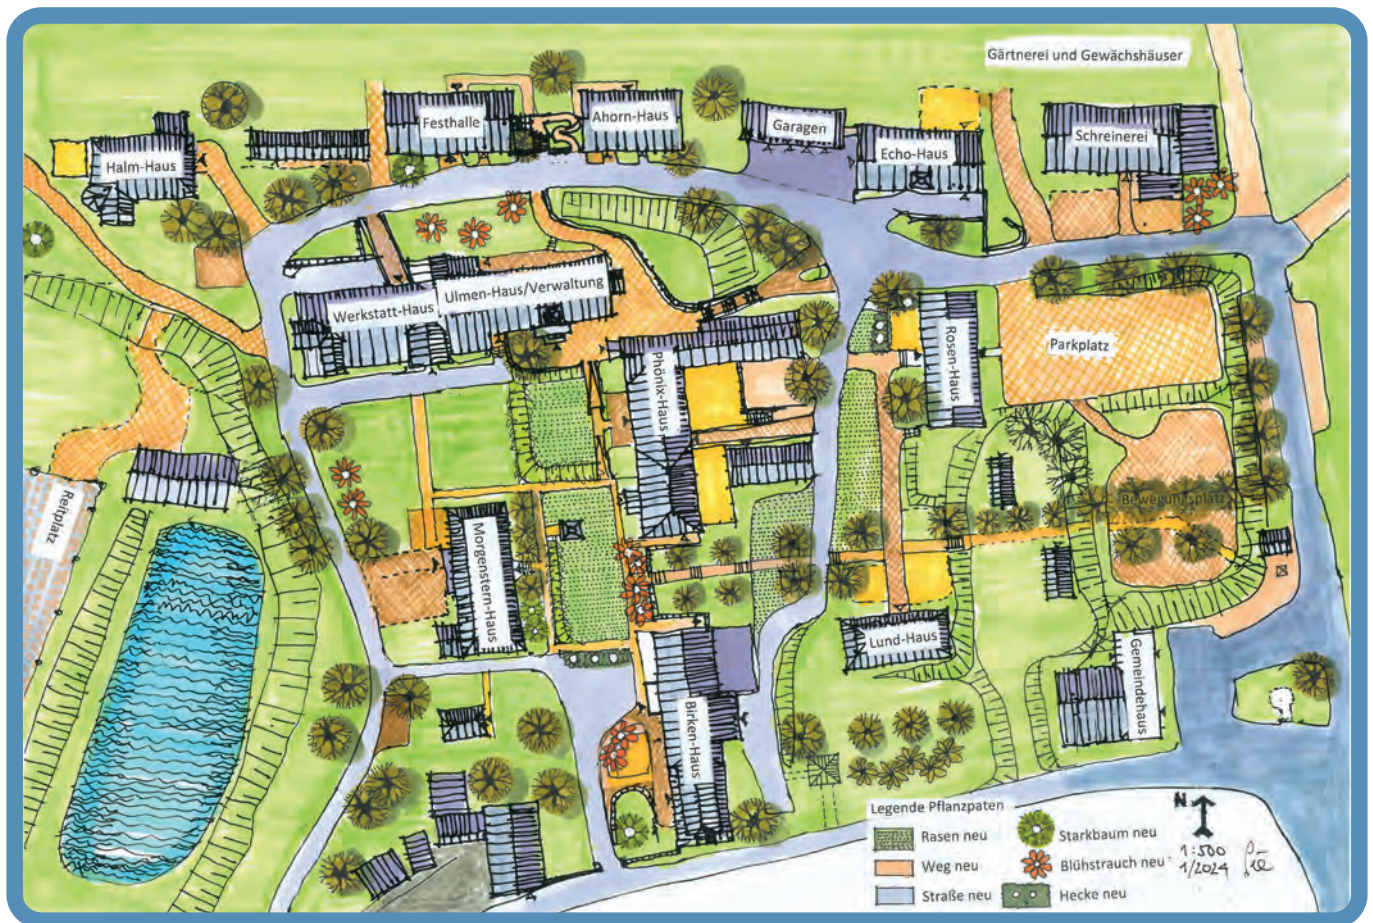 Gärtnerei und Gewächshäuser
Festhalle
Ahorn-Haus
Garagen
Echo-Haus
Schreinerei
Halm-Haus
Werkstatt-Haus
Ulmen-Haus/Verwaltung
Phönix-Haus
Rosen-Haus
Parkplatz
Reitplatz
Bewegungsplatz
Morgenstern-Haus
Lund-Haus
Gemeindehaus
Birken-Haus
Legende Pflanzpaten
Rasen neu
Weg neu
Straße neu
Starkbaum neu
Blühstrauch neu
Hecke neu
N
1:500
1/2024